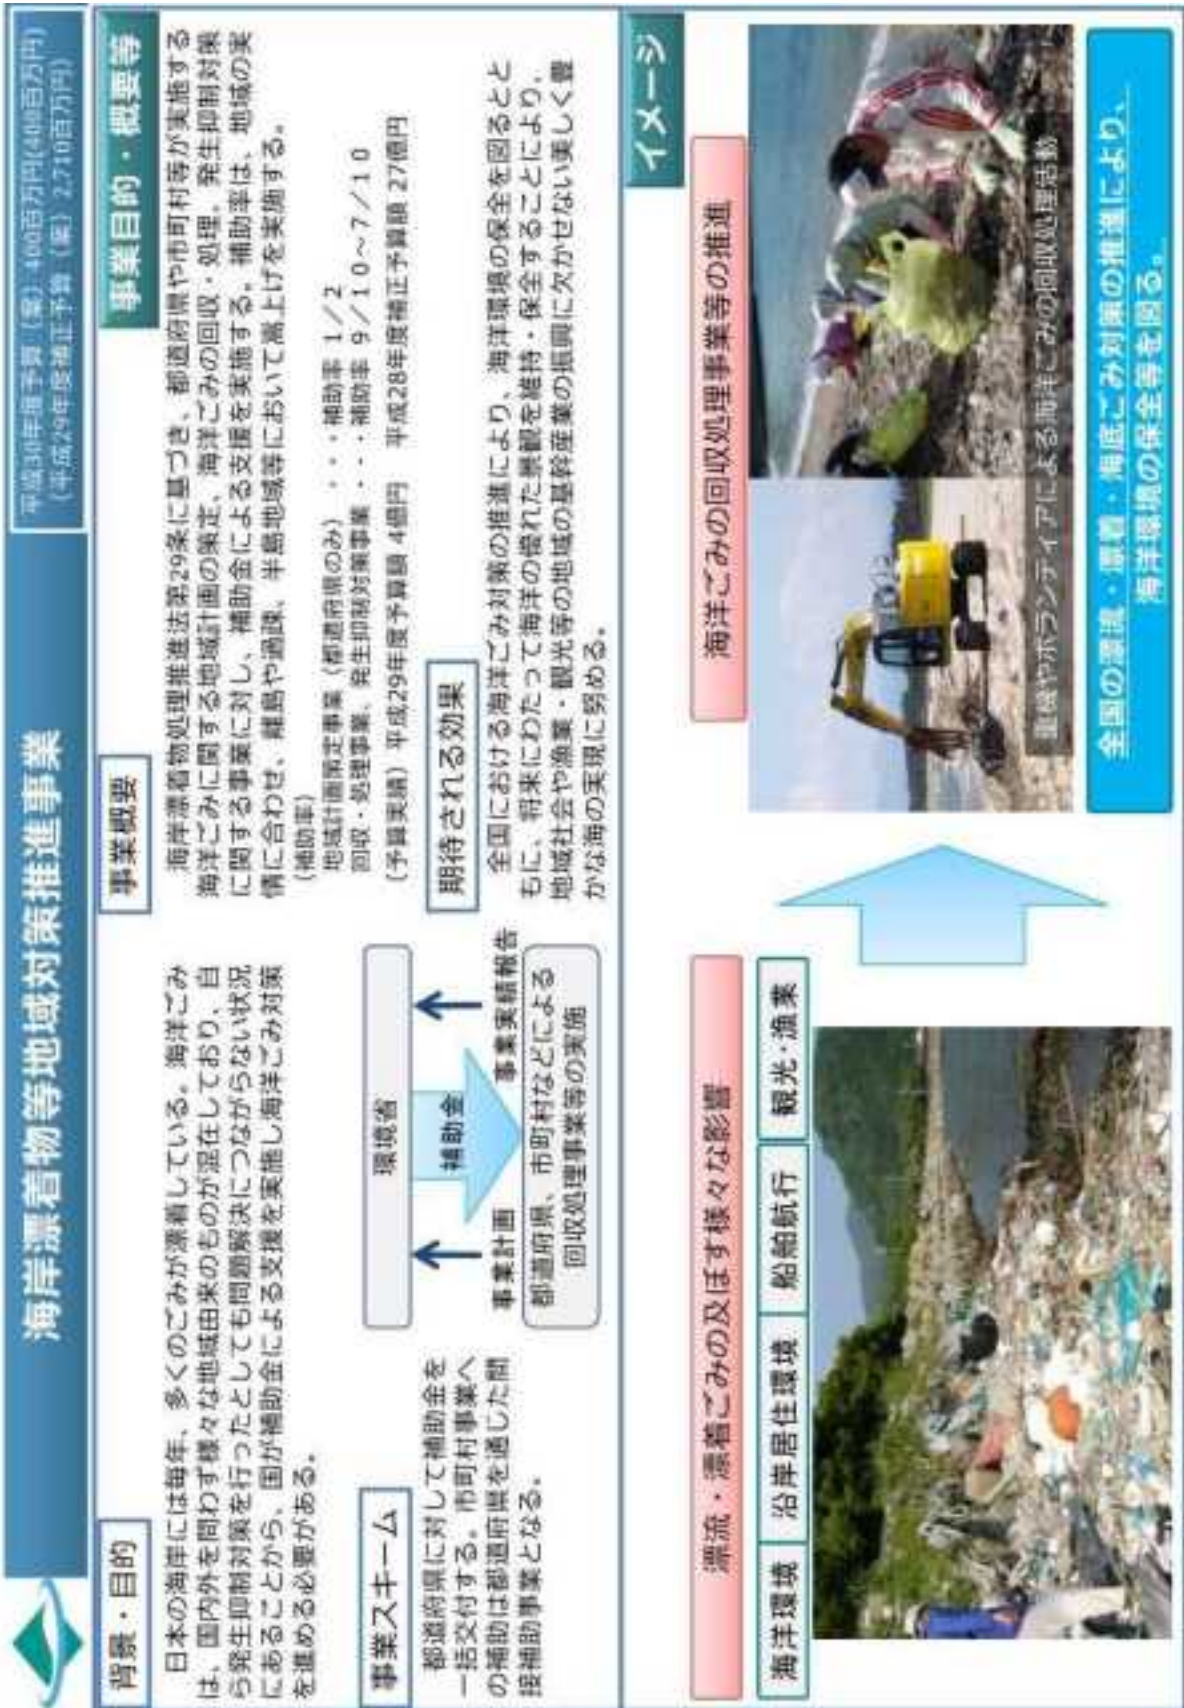 海岸漂着物等地域対策推進事業
平成30年度予算（案）400百万円(400百万円)
(平成29年度補正予算（案）2,710百万円)
事業目的・概要等
背景・目的
日本の海岸には毎年、多くのごみが漂着している。海洋ごみ
は、国内外を問わず様々な地域由来のものが混在しており、自
ら発生抑制対策を行ったとしても問題解決につながらない状況
にあることから、国が補助金による支援を実施し海洋ごみ対策
を進める必要がある。
事業スキーム
都道府県に対して補助金を
一括交付する。市町村事業へ
の補助は都道府県を通じた間
接補助事業となる。
環境省
補助金
事業計画
事業実績報告
都道府県、市町村などによる
回収処理事業等の実施
事業概要
海岸漂着物処理推進法第29条に基づき、都道府県や市町村等が実施する
海洋ごみに関する地域計画の策定、海洋ごみの回収・処理、発生抑制対策
に関する事業に対し、補助金による支援を実施する。補助率は、地域の実
情に合わせ、離島や過疎、半島地域等において嵩上げを実施する。
(補助率)
地域計画策定事業（都道府県のみ）・・・補助率 1／2
回収・処理事業、発生抑制対策事業・・・補助率 9／10～7／10
(予算実績) 平成29年度予算額 4億円 平成28年度補正予算額 27億円
期待される効果
全国における海洋ごみ対策の推進により、海洋環境の保全を図るとと
もに、将来にわたって海洋の優れた景観を維持・保全することにより、
地域社会や漁業・観光等の地域の基幹産業の振興に欠かせない美しく豊
かな海の実現に努める。
イメージ
漂流・漂着ごみの及ぼす様々な影響
海洋環境
沿岸居住環境
船舶航行
観光・漁業
海洋ごみの回収処理事業等の推進
重機やボランティアによる海洋ごみの回収処理活動
全国の漂流・漂着・海底ごみ対策の推進により、
海洋環境の保全等を図る。